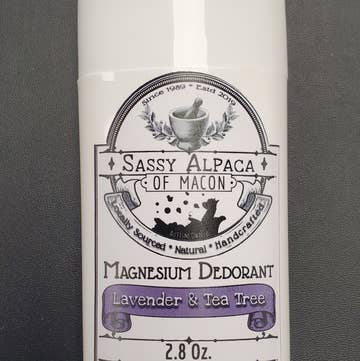 Since 1989 * Estd 2019
SASSY ALPACA
OF MACON
Locally Sourced * Natural * Handcrafted
MAGNESIUM DEDORANT
Lavender & Tea Tree
2.8 Oz.